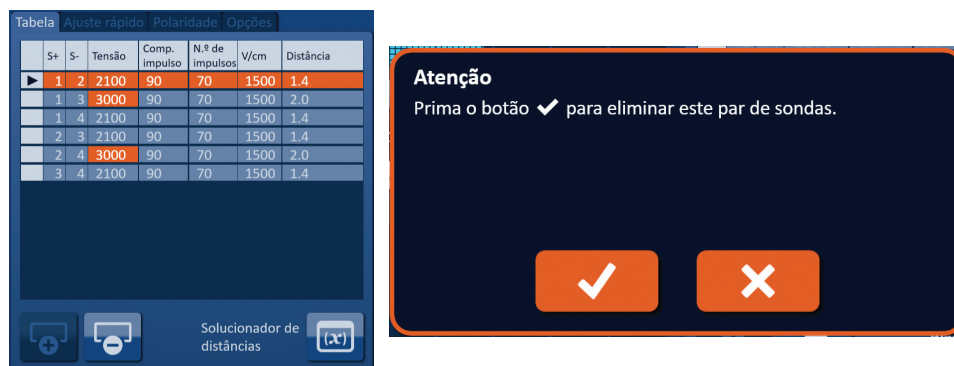 Tabela Ajuste rápido Polaridade Opções
S+ S- Tensão Comp. impulso N.º de impulsos V/cm Distância
1 2 2100 90 70 1500 1.4
1 3 3000 90 70 1500 2.0
1 4 2100 90 70 1500 1.4
2 3 2100 90 70 1500 1.4
2 4 3000 90 70 1500 2.0
3 4 2100 90 70 1500 1.4
Solucionador de
distâncias
(x)
Atenção
Prima o botão ✔ para eliminar este par de sondas.